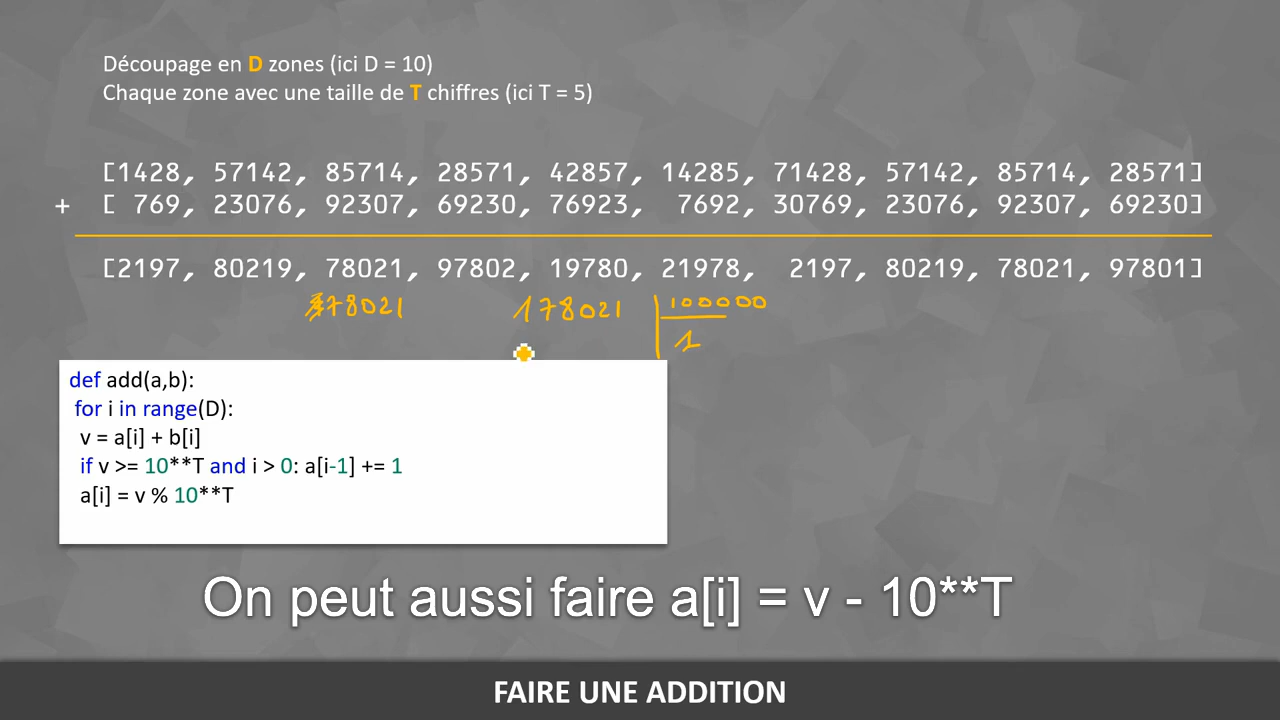 Découpage en D zones (ici D = 10)
Chaque zone avec une taille de T chiffres (ici T = 5)
[1428, 57142, 85714, 28571, 42857, 14285, 71428, 57142, 85714, 28571]
+ [ 769, 23076, 92307, 69230, 76923, 7692, 30769, 23076, 92307, 69230]
[2197, 80219, 78021, 97802, 19780, 21978, 2197, 80219, 78021, 97801]
178021 178021 100000
1
def add(a,b):
for i in range(D):
v = a[i] + b[i]
if v >= 10**T and i > 0: a[i-1] += 1
a[i] = v % 10**T
On peut aussi faire a[i] = v - 10**T
FAIRE UNE ADDITION